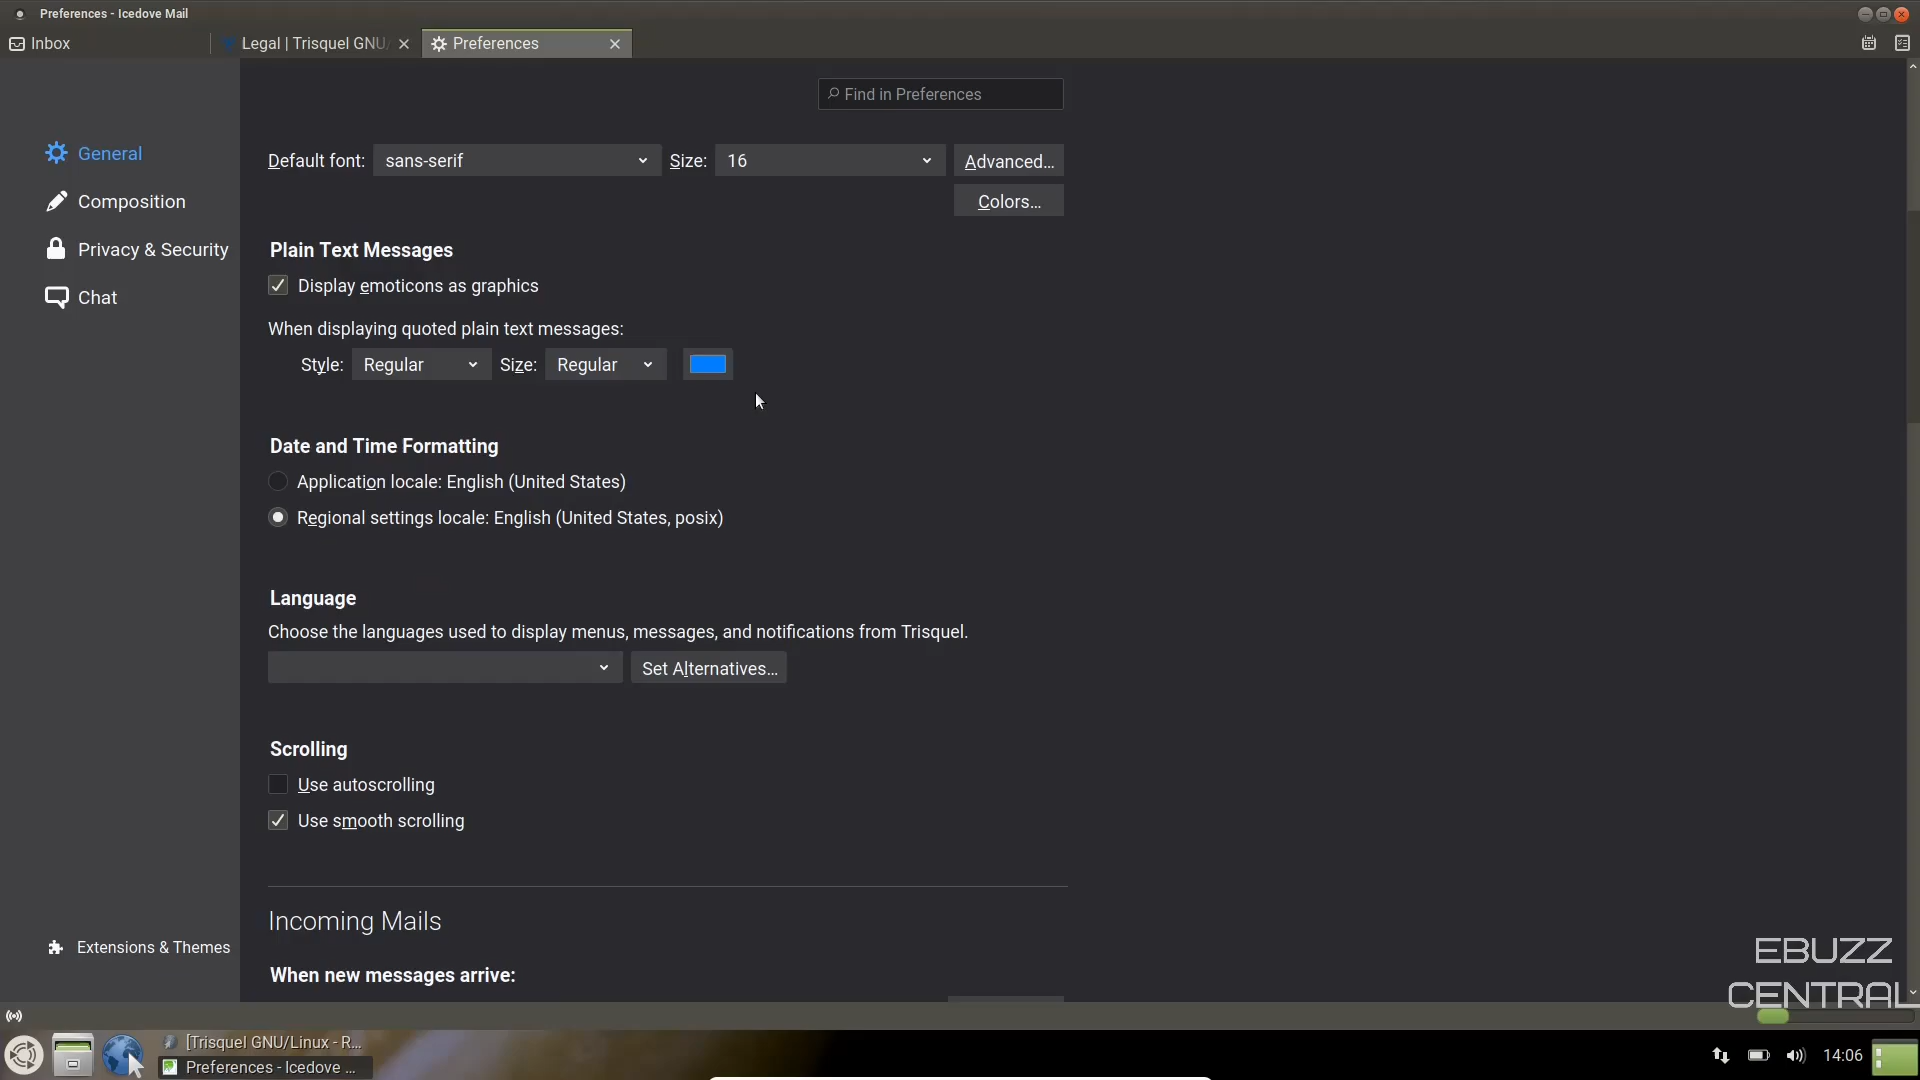 Preferences - Icedove Mail
Inbox
Legal | Trisquel GNU/
Preferences
Find in Preferences
General
Composition
Privacy & Security
Chat
Default font: sans-serif Size: 16 Advanced...
Colors...
Plain Text Messages
Display emoticons as graphics
When displaying quoted plain text messages:
Style: Regular Size: Regular
Date and Time Formatting
Application locale: English (United States)
Regional settings locale: English (United States, posix)
Language
Choose the languages used to display menus, messages, and notifications from Trisquel.
Set Alternatives...
Scrolling
Use autoscrolling
Use smooth scrolling
Incoming Mails
When new messages arrive:
Extensions & Themes
EBUZZ
CENTRAL
[Trisquel GNU/Linux - R...
Preferences - Icedove ...
14:06